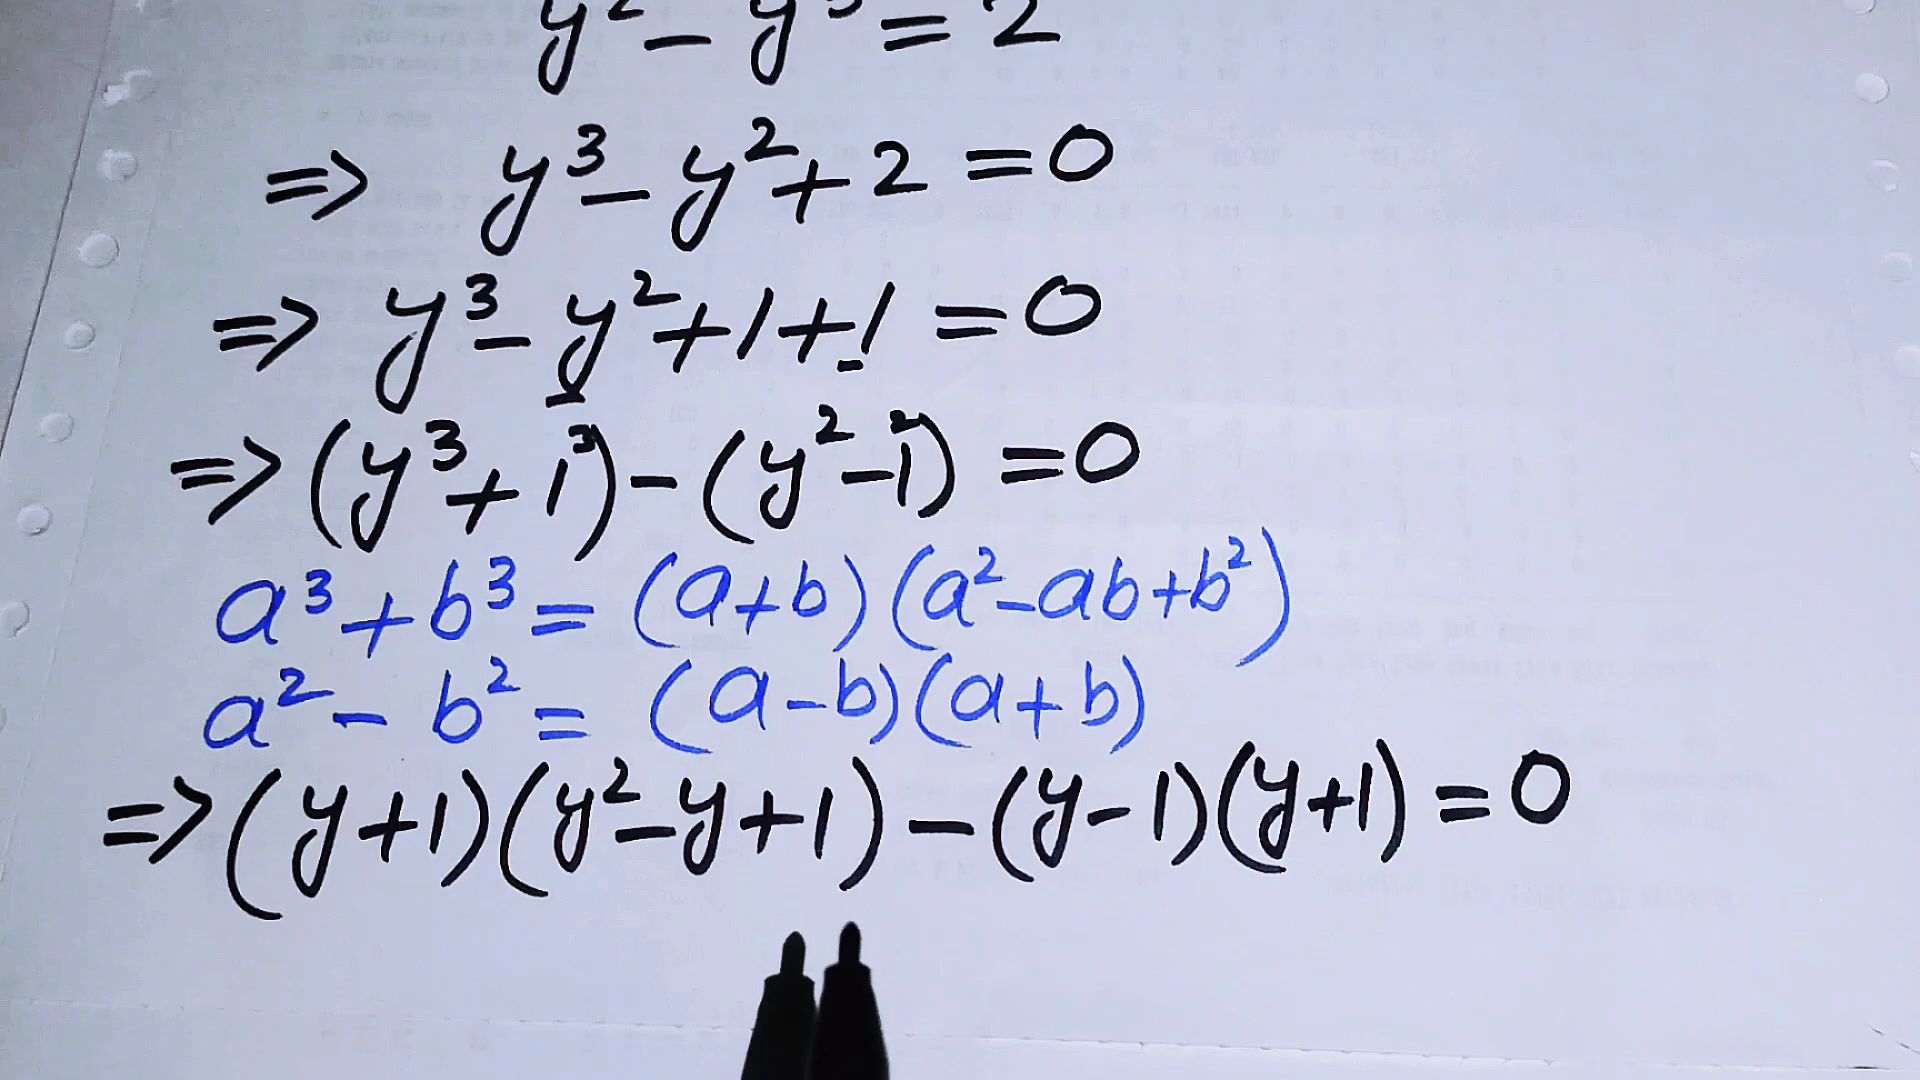 y² - y³ = 2
=> y³ - y² + 2 = 0
=> y³ - y² + 1 + 1 = 0
=> (y³ + 1³) - (y² - 1²) = 0
a³ + b³ = (a + b)(a² - ab + b²)
a² - b² = (a - b)(a + b)
=> (y + 1)(y² - y + 1) - (y - 1)(y + 1) = 0